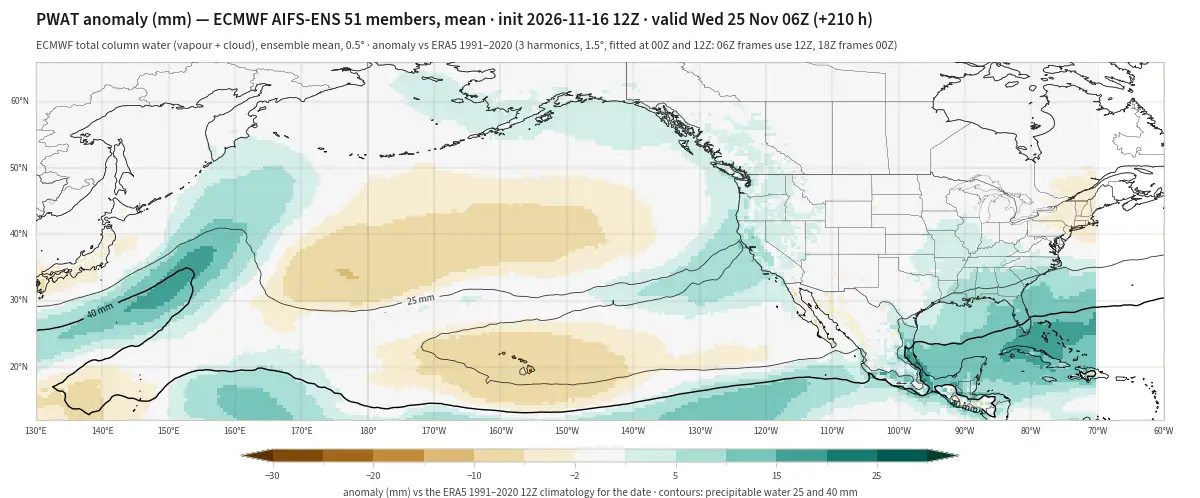 PWAT anomaly (mm) — ECMWF AIFS-ENS 51 members, mean · init 2026-11-16 12Z · valid Wed 25 Nov 06Z (+210 h)
ECMWF total column water (vapour + cloud), ensemble mean, 0.5° · anomaly vs ERA5 1991–2020 (3 harmonics, 1.5°, fitted at 00Z and 12Z: 06Z frames use 12Z, 18Z frames 00Z)
60°N
50°N
40°N
30°N
20°N
40 mm
25 mm
130°E 140°E 150°E 160°E 170°E 180° 170°W 160°W 150°W 140°W 130°W 120°W 110°W 100°W 90°W 80°W 70°W 60°W
−30 −20 −10 −2 5 15 25
anomaly (mm) vs the ERA5 1991–2020 12Z climatology for the date · contours: precipitable water 25 and 40 mm